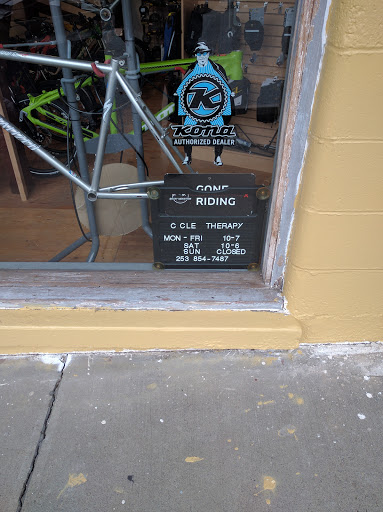 KONA
AUTHORIZED DEALER
GONE
RIDING
C CLE THERAPY
MON - FRI 10-7
SAT 10-6
SUN CLOSED
253 854-7487